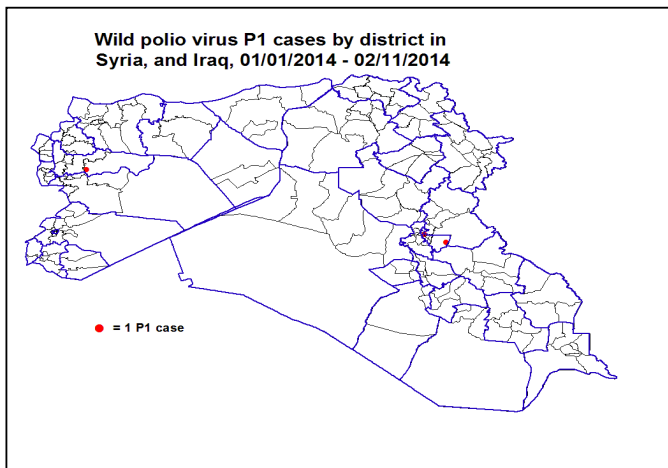 Wild polio virus P1 cases by district in
Syria, and Iraq, 01/01/2014 - 02/11/2014
= 1 P1 case